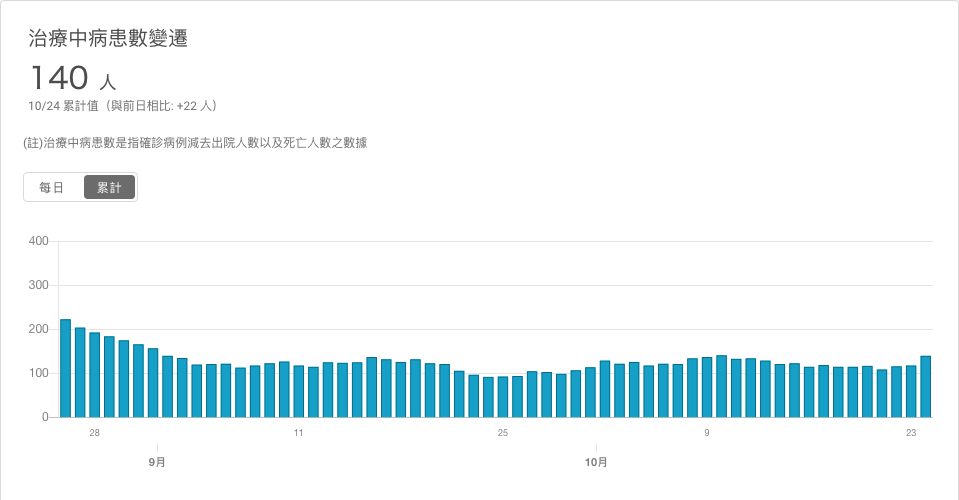 治療中病患數變遷
140 人
10/24 累計值（與前日相比: +22 人）
(註)治療中病患數是指確診病例減去出院人數以及死亡人數之數據
每日 累計
400
300
200
100
0
28 11 25 9 23
9月 10月